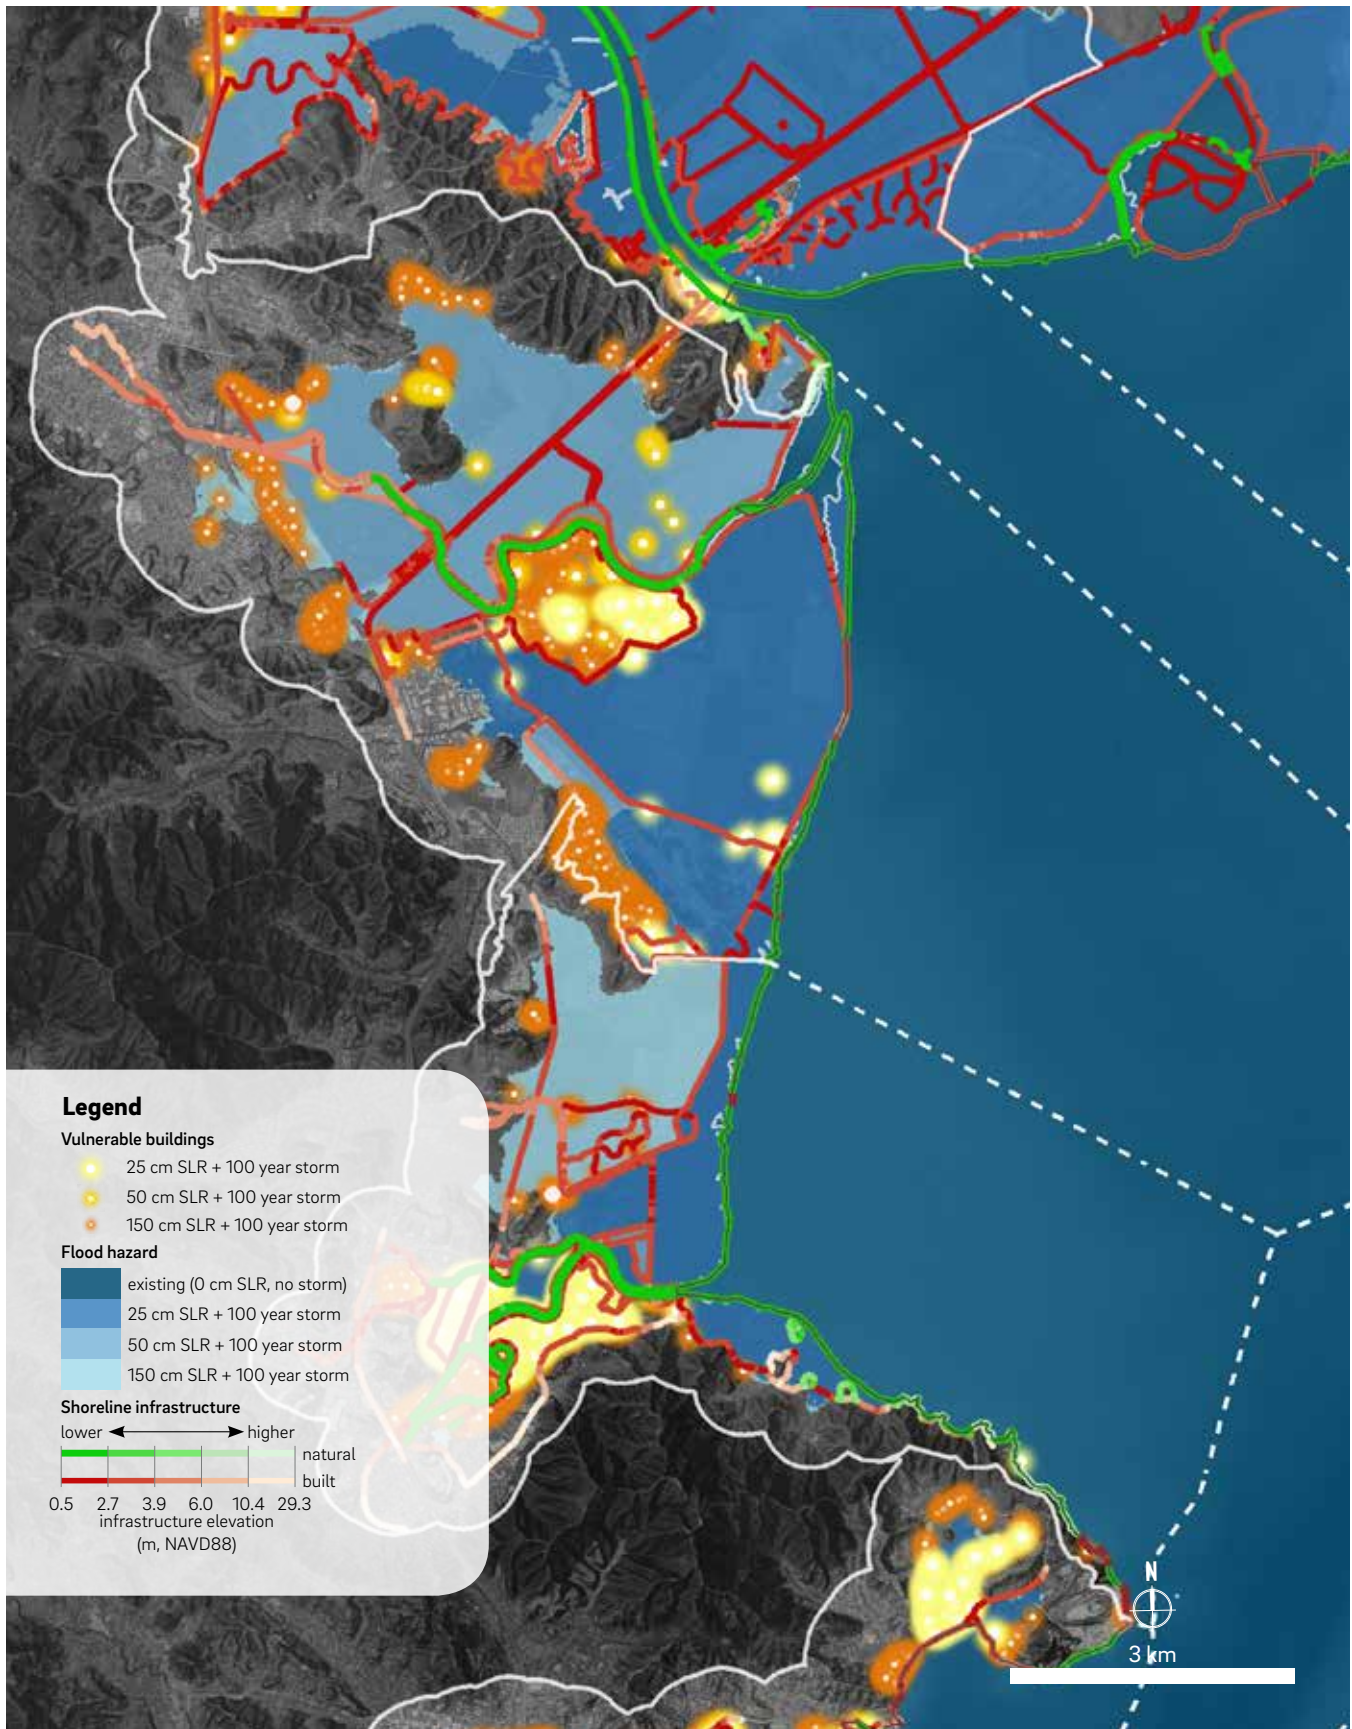 Legend
Vulnerable buildings
25 cm SLR + 100 year storm
50 cm SLR + 100 year storm
150 cm SLR + 100 year storm
Flood hazard
existing (0 cm SLR, no storm)
25 cm SLR + 100 year storm
50 cm SLR + 100 year storm
150 cm SLR + 100 year storm
Shoreline infrastructure
lower higher
natural
built
0.5 2.7 3.9 6.0 10.4 29.3
infrastructure elevation
(m, NAVD88)
N
3 km